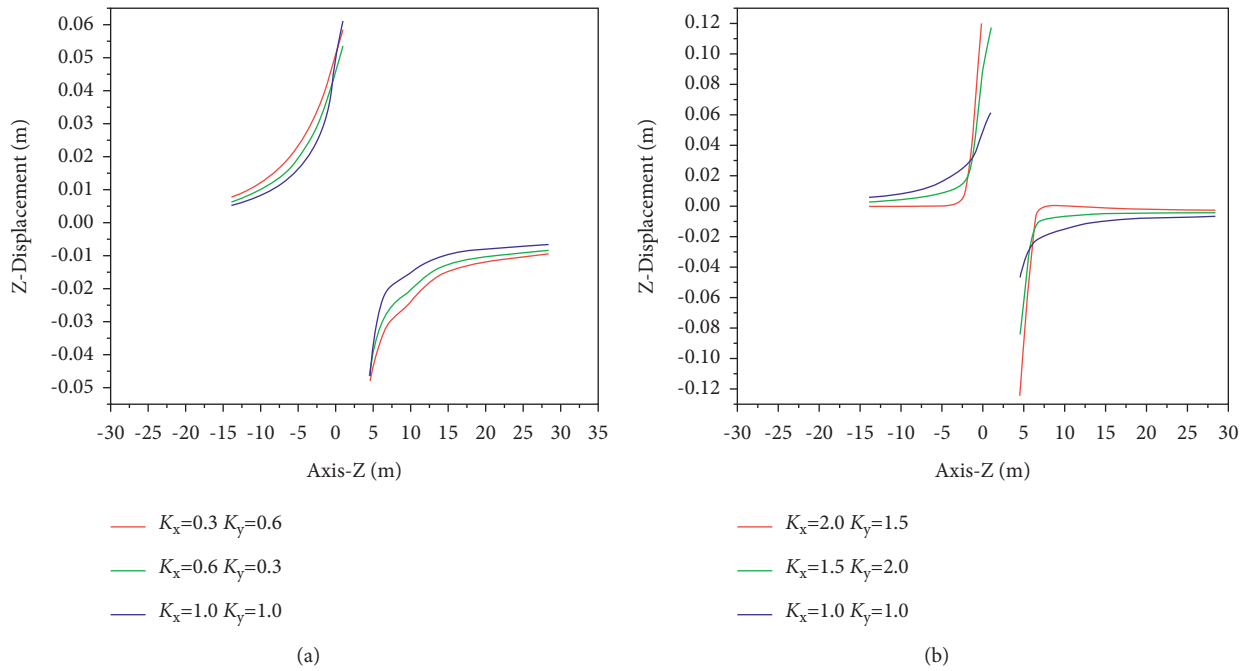 0.06
0.05
0.04
0.03
0.02
0.01
0.00
-0.01
-0.02
-0.03
-0.04
-0.05
Z-Displacement (m)
-30 -25 -20 -15 -10 -5 0 5 10 15 20 25 30 35
Axis-Z (m)
Kx=0.3 Ky=0.6
Kx=0.6 Ky=0.3
Kx=1.0 Ky=1.0
(a)
0.12
0.10
0.08
0.06
0.04
0.02
0.00
-0.02
-0.04
-0.06
-0.08
-0.10
-0.12
Z-Displacement (m)
-30 -25 -20 -15 -10 -5 0 5 10 15 20 25 30
Axis-Z (m)
Kx=2.0 Ky=1.5
Kx=1.5 Ky=2.0
Kx=1.0 Ky=1.0
(b)